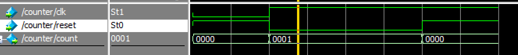 /counter/clk St1
/counter/reset St0
/counter/count 0001 0000 0001 0000